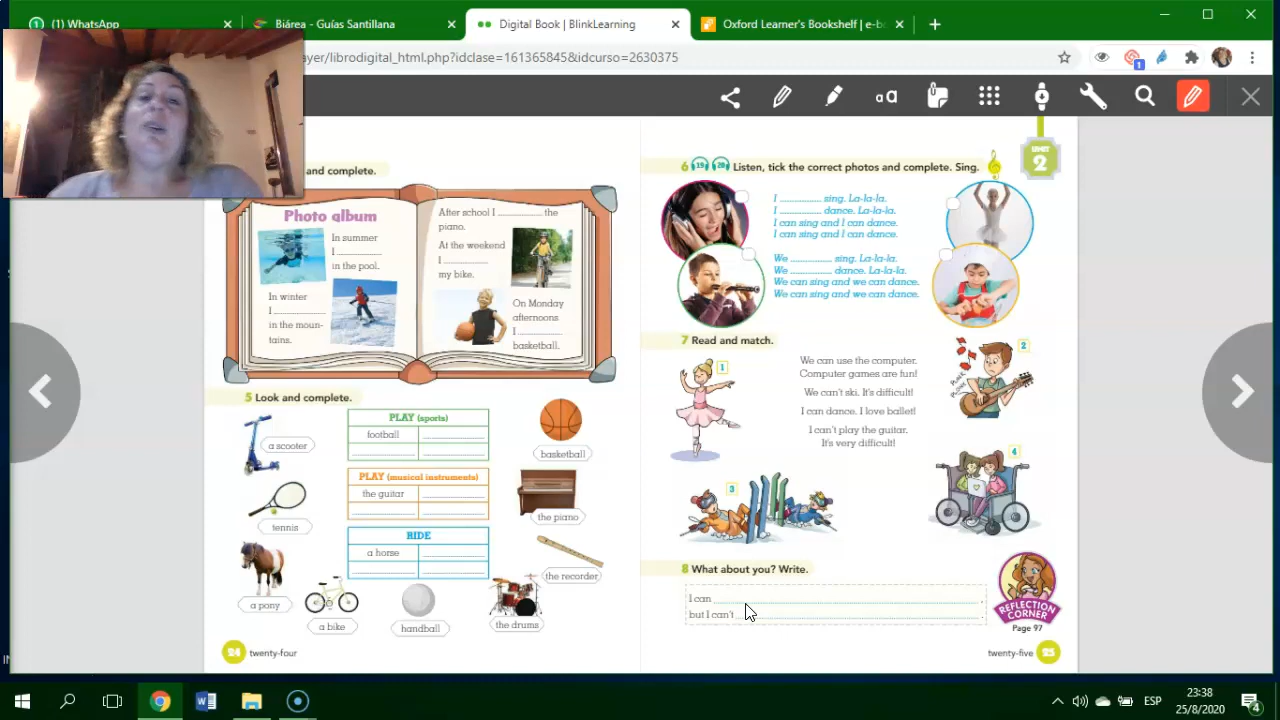 (1) WhatsApp
Biárea - Guías Santillana
Digital Book | BlinkLearning
Oxford Learner's Bookshelf | e-b
ayer/librodigital_html.php?idclase=161365845&idcurso=2630375
1
aa
and complete.
Photo album
In summer
I
in the pool.
In winter
I
in the moun-
tains.
After school I the
piano.
At the weekend
I
my bike.
On Monday
afternoons
I
basketball.
5 Look and complete.
a scooter
tennis
a pony
a bike
handball
the drums
the recorder
the piano
basketball
PLAY (sports)
football
PLAY (musical instruments)
the guitar
RIDE
a horse
24 twenty-four
UNIT
2
6 19 20 Listen, tick the correct photos and complete. Sing.
I sing. La-la-la.
I dance. La-la-la.
I can sing and I can dance.
I can sing and I can dance.
We sing. La-la-la.
We dance. La-la-la.
We can sing and we can dance.
We can sing and we can dance.
7 Read and match.
1
2
3
4
We can use the computer.
Computer games are fun!
We can't ski. It's difficult!
I can dance. I love ballet!
I can't play the guitar.
It's very difficult!
8 What about you? Write.
I can .
but I can't .
REFLECTION
CORNER
Page 97
twenty-five 25
ESP
23:38
25/8/2020
4